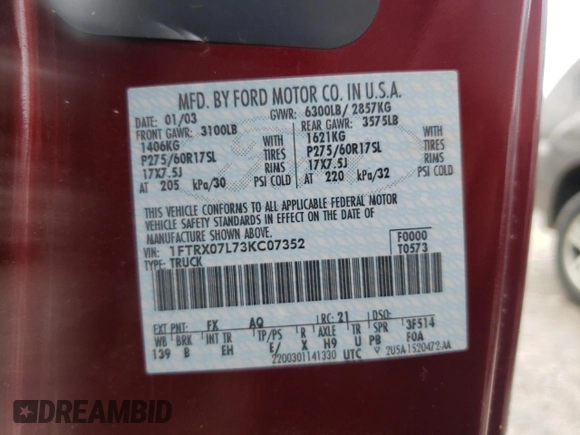 MFD. BY FORD MOTOR CO. IN U.S.A.
DATE: 01/03 GVWR: 6300LB/ 2857KG
FRONT GAWR: 3100LB REAR GAWR: 3575LB
1406KG WITH 1621KG WITH
P275/60R17SL TIRES P275/60R17SL TIRES
17X7.5J RIMS 17X7.5J RIMS
AT 205 kPa/30 PSI COLD AT 220 kPa/32 PSI COLD
THIS VEHICLE CONFORMS TO ALL APPLICABLE FEDERAL MOTOR
VEHICLE SAFETY STANDARDS IN EFFECT ON THE DATE OF
MANUFACTURE SHOWN ABOVE.
VIN: 1FTRX07L73KC07352 F0000
TYPE: TRUCK T0573
EXT PNT: FX AQ RC: 21 DSO:
WB BRK INT TR TP/PS R AXLE TR SPR 3F514
139 B EH E/ X H9 U PB FOA
2200301141330 UTC 2U5A 1520472-AA
DREAMBID